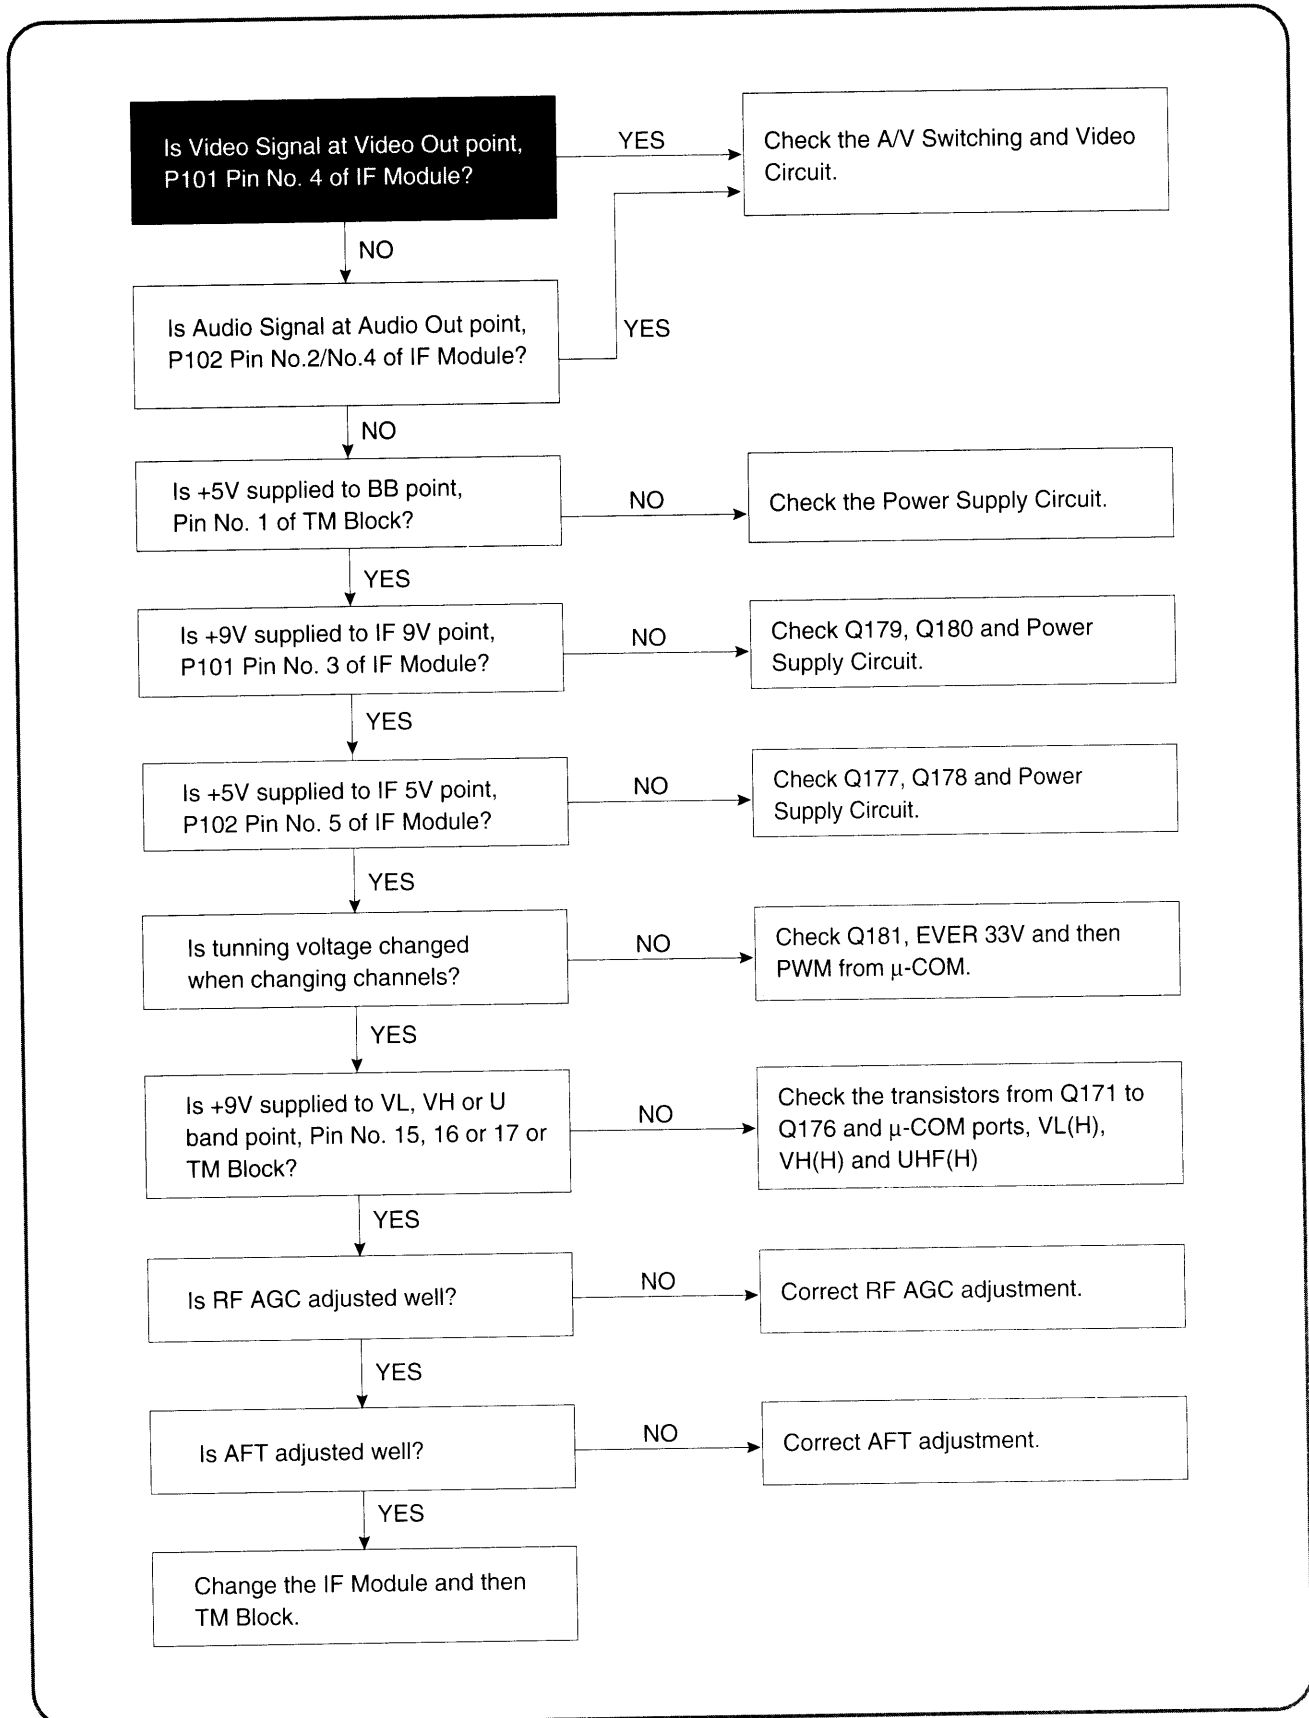 Is Video Signal at Video Out point,
P101 Pin No. 4 of IF Module?
YES
Check the A/V Switching and Video
Circuit.
NO
Is Audio Signal at Audio Out point,
P102 Pin No.2/No.4 of IF Module?
YES
NO
Is +5V supplied to BB point,
Pin No. 1 of TM Block?
NO
Check the Power Supply Circuit.
YES
Is +9V supplied to IF 9V point,
P101 Pin No. 3 of IF Module?
NO
Check Q179, Q180 and Power
Supply Circuit.
YES
Is +5V supplied to IF 5V point,
P102 Pin No. 5 of IF Module?
NO
Check Q177, Q178 and Power
Supply Circuit.
YES
Is tunning voltage changed
when changing channels?
NO
Check Q181, EVER 33V and then
PWM from µ-COM.
YES
Is +9V supplied to VL, VH or U
band point, Pin No. 15, 16 or 17 or
TM Block?
NO
Check the transistors from Q171 to
Q176 and µ-COM ports, VL(H),
VH(H) and UHF(H)
YES
Is RF AGC adjusted well?
NO
Correct RF AGC adjustment.
YES
Is AFT adjusted well?
NO
Correct AFT adjustment.
YES
Change the IF Module and then
TM Block.